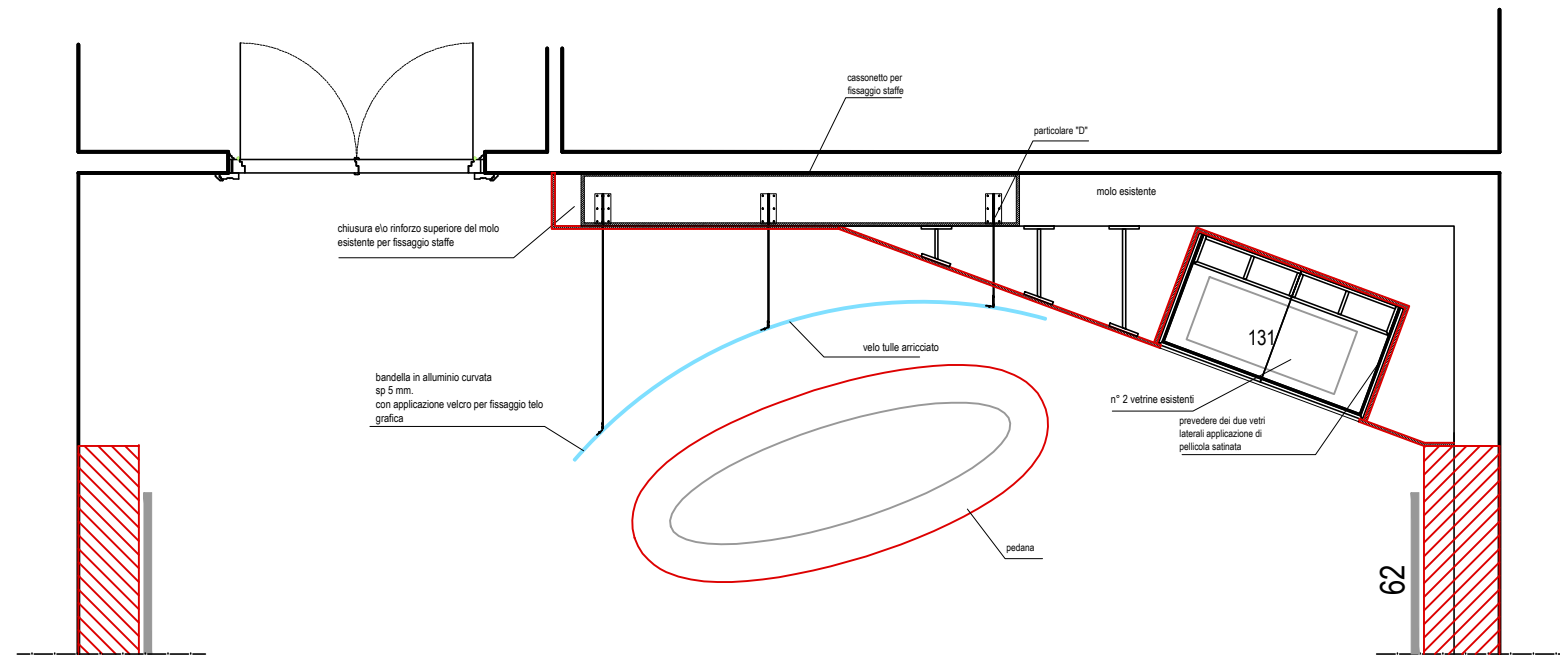 cassonetto per
fissaggio staffe
particolare "D"
molo esistente
chiusura e\o rinforzo superiore del molo
esistente per fissaggio staffe
velo tulle arricciato
131
bandella in alluminio curvata
sp 5 mm.
con applicazione velcro per fissaggio telo
grafica
n° 2 vetrine esistenti
prevedere dei due vetri
laterali applicazione di
pellicola satinata
pedana
62